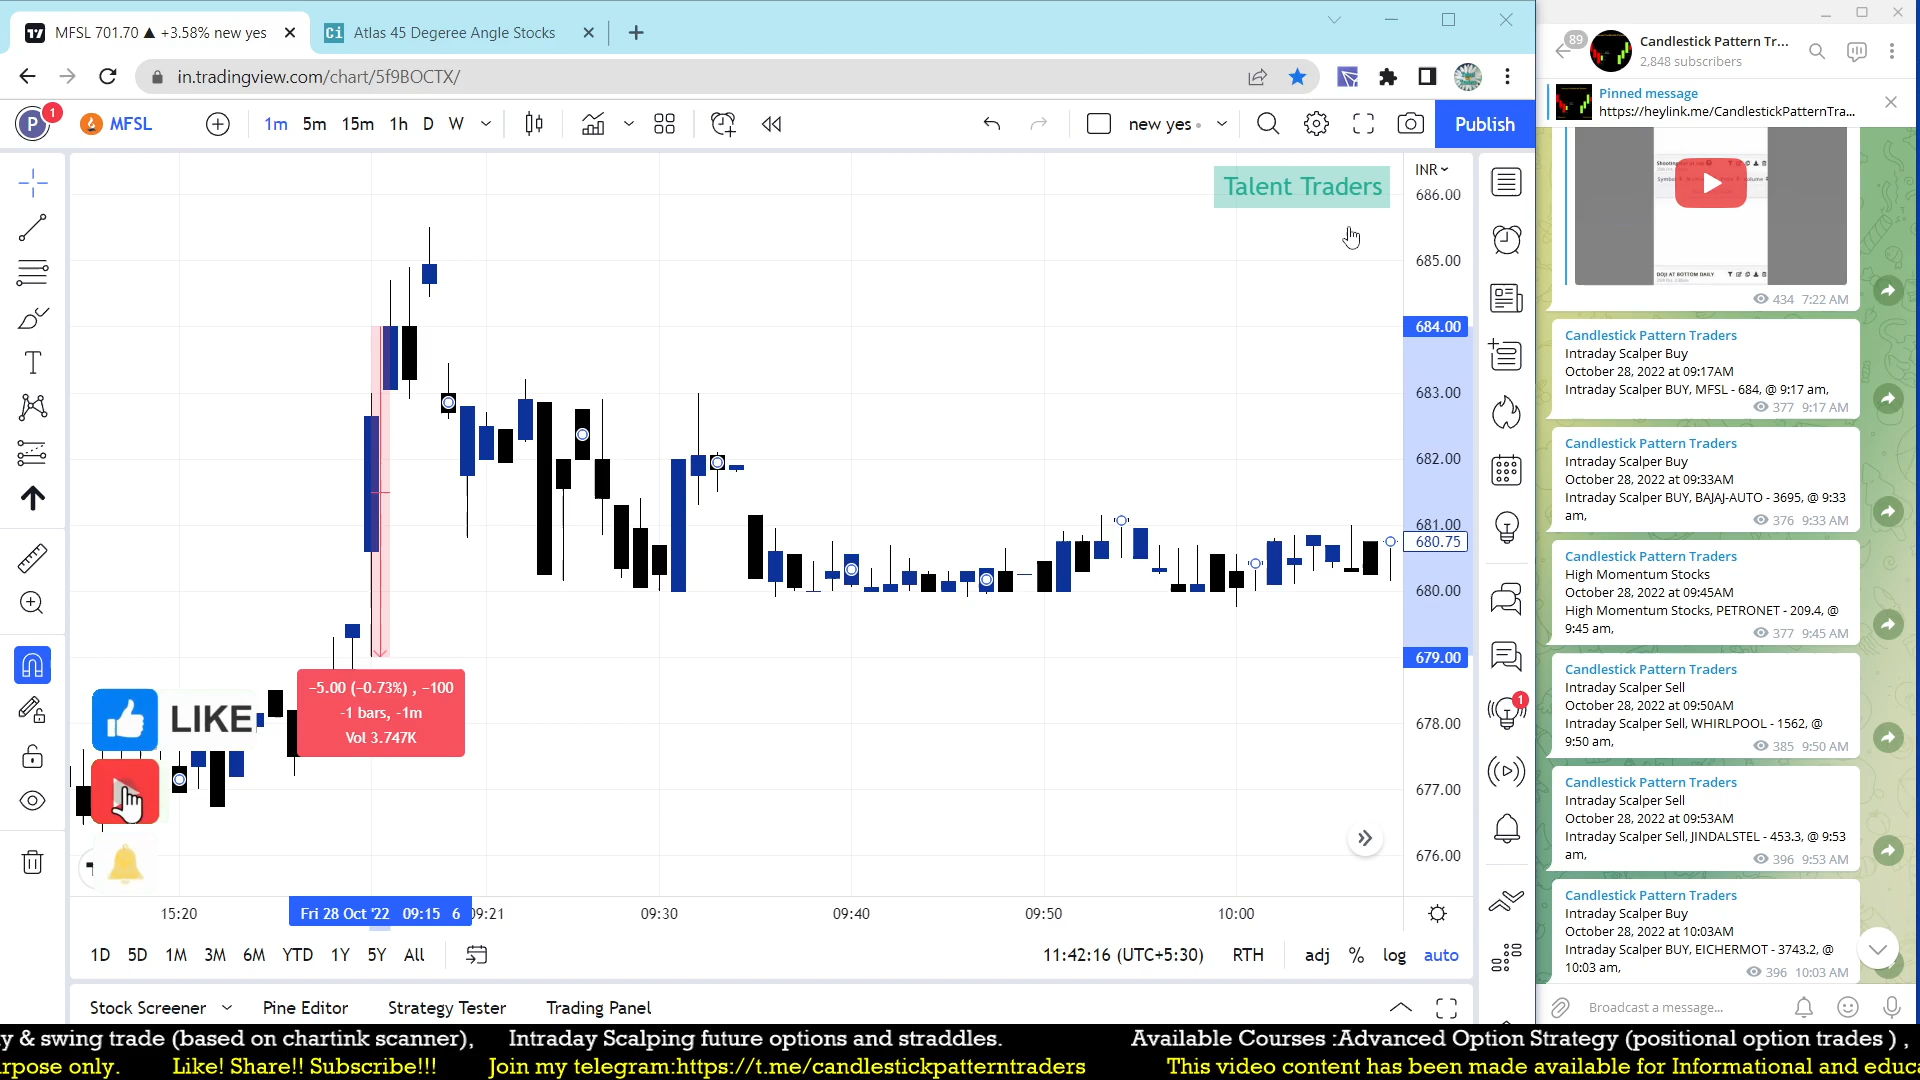 MFSL 701.70 ▲ +3.58% new yes
Atlas 45 Degeree Angle Stocks
in.tradingview.com/chart/5f9BOCTX/
P
1
MFSL
1m 5m 15m 1h D W
new yes
Publish
Talent Traders
INR
686.00
685.00
684.00
683.00
682.00
681.00
680.75
680.00
679.00
678.00
677.00
676.00
−5.00 (−0.73%) , −100
-1 bars, -1m
Vol 3.747K
LIKE
15:20
Fri 28 Oct '22 09:15 6
09:21
09:30
09:40
09:50
10:00
1D 5D 1M 3M 6M YTD 1Y 5Y All
11:42:16 (UTC+5:30) RTH adj % log auto
Stock Screener Pine Editor Strategy Tester Trading Panel
1
89
Candlestick Pattern Tr...
2,848 subscribers
Pinned message
https://heylink.me/CandlestickPatternTra...
DOJI AT BOTTOM DAILY
434 7:22 AM
Candlestick Pattern Traders
Intraday Scalper Buy
October 28, 2022 at 09:17AM
Intraday Scalper BUY, MFSL - 684, @ 9:17 am,
377 9:17 AM
Candlestick Pattern Traders
Intraday Scalper Buy
October 28, 2022 at 09:33AM
Intraday Scalper BUY, BAJAJ-AUTO - 3695, @ 9:33
am,
376 9:33 AM
Candlestick Pattern Traders
High Momentum Stocks
October 28, 2022 at 09:45AM
High Momentum Stocks, PETRONET - 209.4, @
9:45 am,
377 9:45 AM
Candlestick Pattern Traders
Intraday Scalper Sell
October 28, 2022 at 09:50AM
Intraday Scalper Sell, WHIRLPOOL - 1562, @
9:50 am,
385 9:50 AM
Candlestick Pattern Traders
Intraday Scalper Sell
October 28, 2022 at 09:53AM
Intraday Scalper Sell, JINDALSTEL - 453.3, @ 9:53
am,
396 9:53 AM
Candlestick Pattern Traders
Intraday Scalper Buy
October 28, 2022 at 10:03AM
Intraday Scalper BUY, EICHERMOT - 3743.2, @
10:03 am,
396 10:03 AM
Broadcast a message...
y & swing trade (based on chartink scanner), Intraday Scalping future options and straddles. Available Courses :Advanced Option Strategy (positional option trades ) ,
rpose only. Like! Share!! Subscribe!!! Join my telegram:https://t.me/candlestickpatterntraders This video content has been made available for Informational and educa